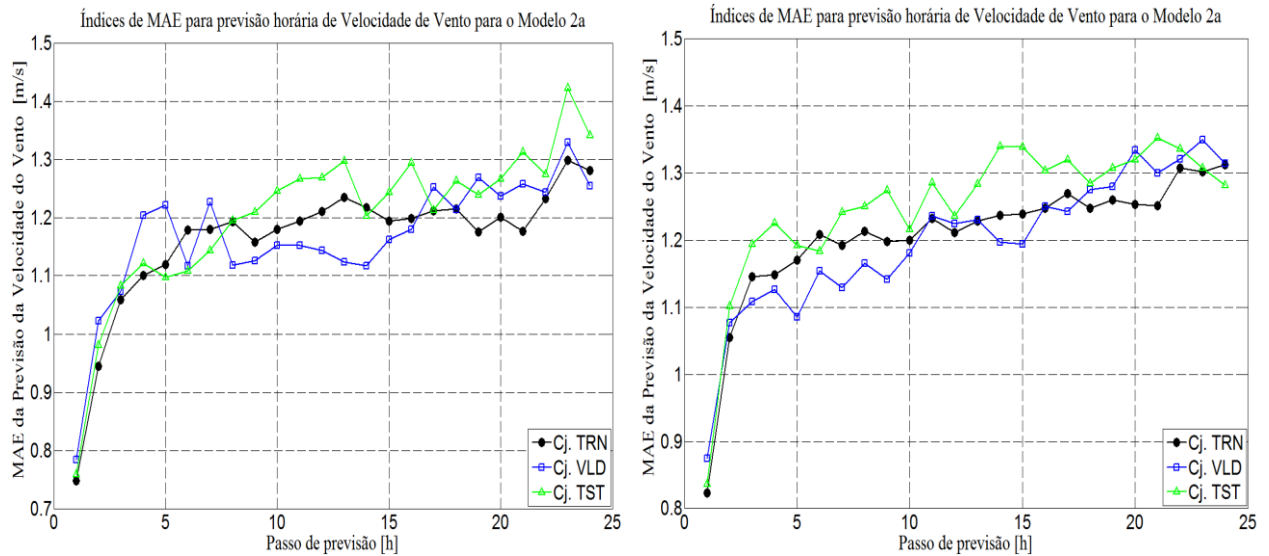 Índices de MAE para previsão horária de Velocidade de Vento para o Modelo 2a
MAE da Previsão da Velocidade do Vento [m/s]
1.5
1.4
1.3
1.2
1.1
1
0.9
0.8
0.7
0
5
10
15
20
25
Passo de previsão [h]
Cj. TRN
Cj. VLD
Cj. TST
Índices de MAE para previsão horária de Velocidade de Vento para o Modelo 2a
MAE da Previsão da Velocidade do Vento [m/s]
1.5
1.4
1.3
1.2
1.1
1
0.9
0.8
0
5
10
15
20
25
Passo de previsão [h]
Cj. TRN
Cj. VLD
Cj. TST